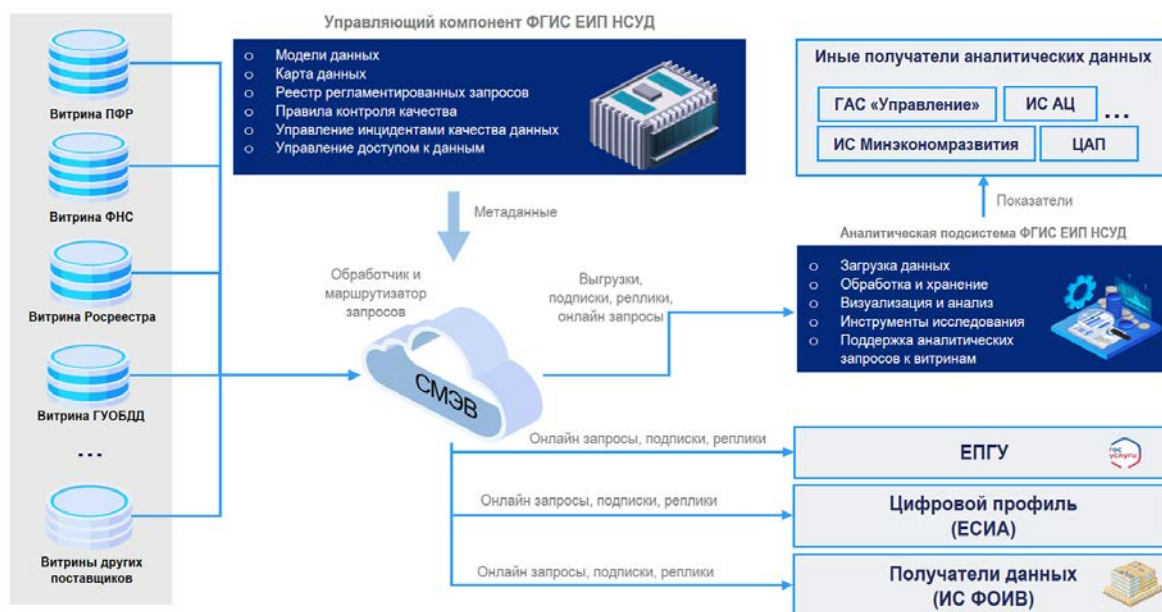 Витрина ПФР
Витрина ФНС
Витрина Росреестра
Витрина ГУОБДД
...
Витрины других
поставщиков
Управляющий компонент ФГИС ЕИП НСУД
o Модели данных
o Карта данных
o Реестр регламентированных запросов
o Правила контроля качества
o Управление инцидентами качества данных
o Управление доступом к данным
Метаданные
Обработчик и
маршрутизатор
запросов
СМЭВ
Выгрузки,
подписки, реплики,
онлайн запросы
Иные получатели аналитических данных
ГАС «Управление»
ИС АЦ
...
ИС Минэкономразвития
ЦАП
Показатели
Аналитическая подсистема ФГИС ЕИП НСУД
o Загрузка данных
o Обработка и хранение
o Визуализация и анализ
o Инструменты исследования
o Поддержка аналитических
запросов к витринам
Онлайн запросы, подписки, реплики
ЕПГУ
гос
услуги
Онлайн запросы, подписки, реплики
Цифровой профиль
(ЕСИА)
Онлайн запросы, подписки, реплики
Получатели данных
(ИС ФОИВ)